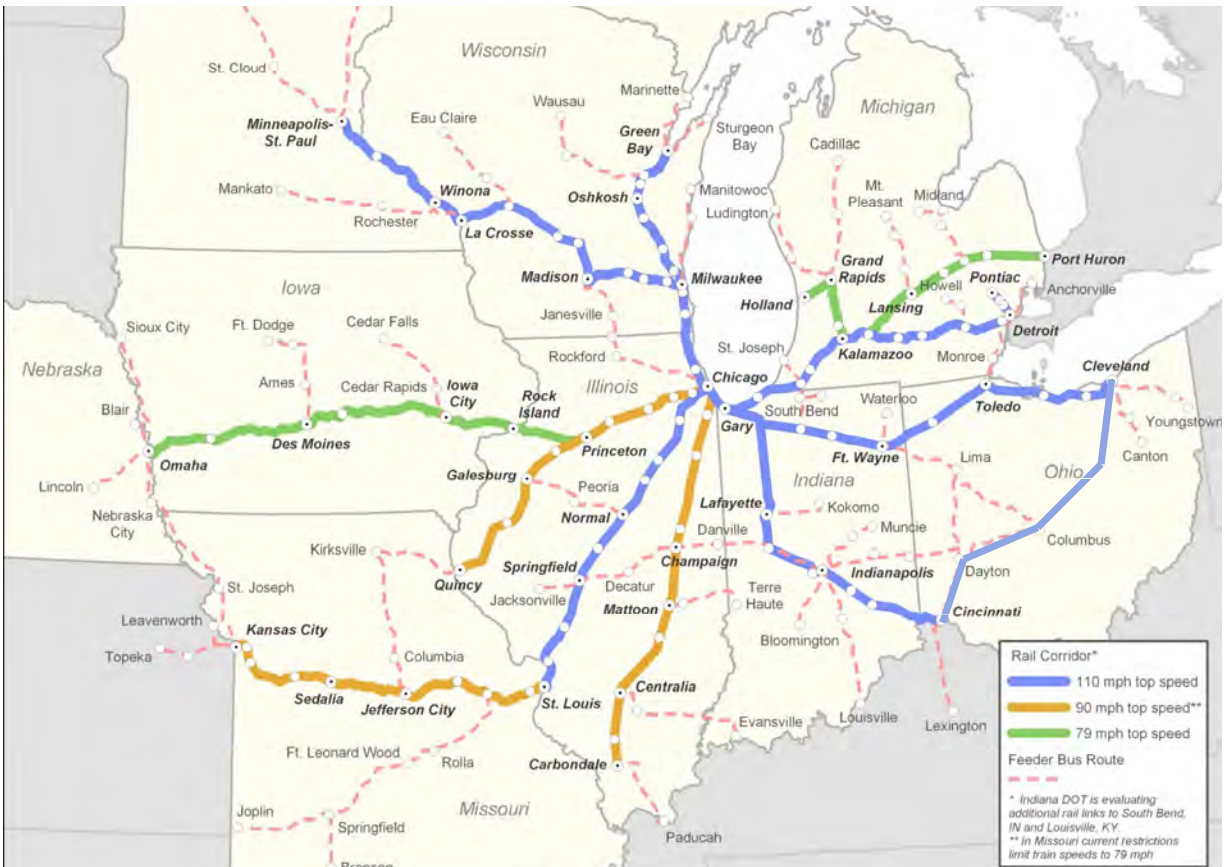 Wisconsin
Michigan
St. Cloud
Marinette
Wausau
Eau Claire
Minneapolis-
St. Paul
Green
Bay
Sturgeon
Bay
Cadillac
Mankato
Winona
Rochester
La Crosse
Oshkosh
Manitowoc
Ludington
Mt.
Pleasant
Midland
Madison
Milwaukee
Grand
Rapids
Holland
Lansing
Howell
Pontiac
Port Huron
Anchorville
Detroit
Iowa
Sioux City
Ft. Dodge
Cedar Falls
Janesville
Rockford
St. Joseph
Kalamazoo
Monroe
Cleveland
Nebraska
Ames
Cedar Rapids
Iowa
City
Rock
Island
Illinois
Chicago
Gary
South Bend
Waterloo
Toledo
Youngstown
Canton
Blair
Omaha
Des Moines
Princeton
Ft. Wayne
Lincoln
Nebraska
City
Galesburg
Peoria
Normal
Lafayette
Indiana
Kokomo
Muncie
Lima
Ohio
Columbus
Kirksville
Quincy
Springfield
Jacksonville
Decatur
Danville
Champaign
Mattoon
Terre
Haute
Indianapolis
Bloomington
Dayton
Cincinnati
St. Joseph
Leavenworth
Kansas City
Topeka
Sedalia
Columbia
Jefferson City
St. Louis
Centralia
Evansville
Louisville
Lexington
Ft. Leonard Wood
Rolla
Carbondale
Joplin
Springfield
Missouri
Branson
Paducah
Rail Corridor*
110 mph top speed
90 mph top speed**
79 mph top speed
Feeder Bus Route
* Indiana DOT is evaluating
additional rail links to South Bend,
IN and Louisville, KY.
** In Missouri current restrictions
limit train speeds to 79 mph